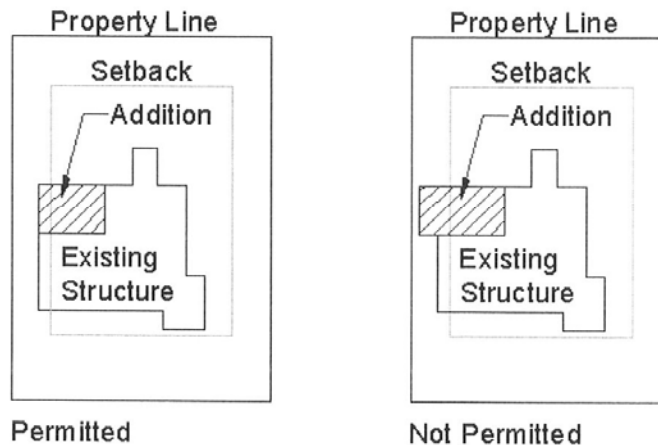 Property Line
Setback
Addition
Existing
Structure
Permitted
Property Line
Setback
Addition
Existing
Structure
Not Permitted